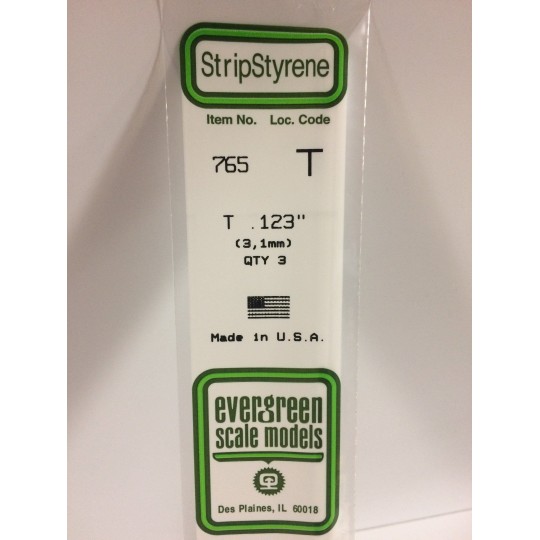 StripStyrene
Item No. Loc. Code
765 T
T .123"
(3,1mm)
QTY 3
Made in U.S.A.
evergreen
scale models
Des Plaines, IL 60018